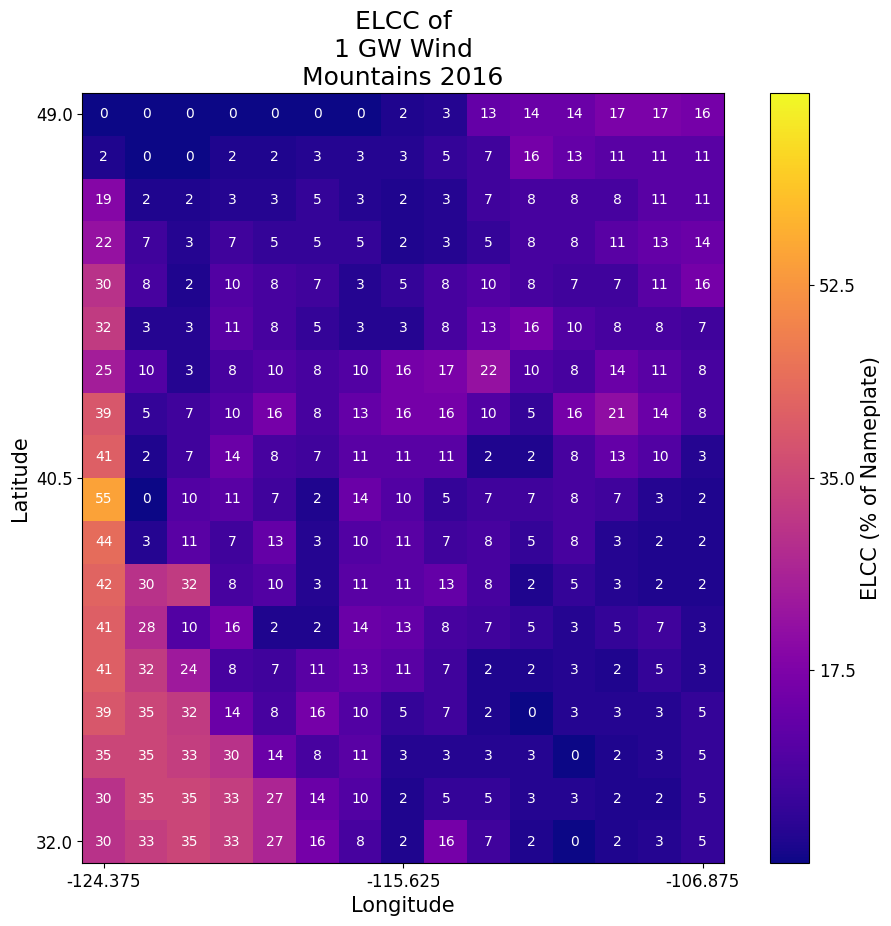 ELCC of
1 GW Wind
Mountains 2016
49.0
0 0 0 0 0 0 0 2 3 13 14 14 17 17 16
2 0 0 2 2 3 3 3 5 7 16 13 11 11 11
19 2 2 3 3 5 3 2 3 7 8 8 8 11 11
22 7 3 7 5 5 5 2 3 5 8 8 11 13 14
30 8 2 10 8 7 3 5 8 10 8 7 7 11 16
52.5
32 3 3 11 8 5 3 3 8 13 16 10 8 8 7
25 10 3 8 10 8 10 16 17 22 10 8 14 11 8
39 5 7 10 16 8 13 16 16 10 5 16 21 14 8
41 2 7 14 8 7 11 11 11 2 2 8 13 10 3
Latitude
40.5
35.0
55 0 10 11 7 2 14 10 5 7 7 8 7 3 2
44 3 11 7 13 3 10 11 7 8 5 8 3 2 2
ELCC (% of Nameplate)
42 30 32 8 10 3 11 11 13 8 2 5 3 2 2
41 28 10 16 2 2 14 13 8 7 5 3 5 7 3
41 32 24 8 7 11 13 11 7 2 2 3 2 5 3
17.5
39 35 32 14 8 16 10 5 7 2 0 3 3 3 5
35 35 33 30 14 8 11 3 3 3 3 0 2 3 5
30 35 35 33 27 14 10 2 5 5 3 3 2 2 5
32.0
30 33 35 33 27 16 8 2 16 7 2 0 2 3 5
-124.375 -115.625 -106.875
Longitude